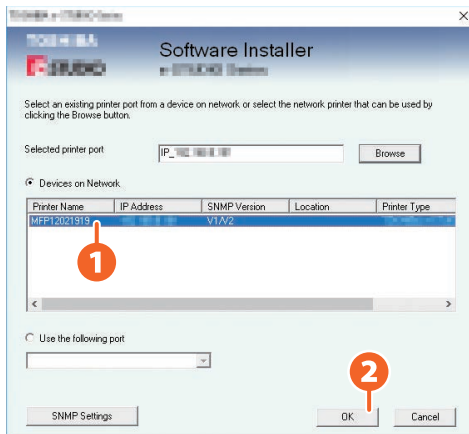 Software Installer
Select an existing printer port from a device on network or select the network printer that can be used by
clicking the Browse button.
Selected printer port
IP_
Browse
Devices on Network
Printer Name IP Address SNMP Version Location Printer Type
MFP12021919 V1/V2
1
Use the following port
2
SNMP Settings OK Cancel